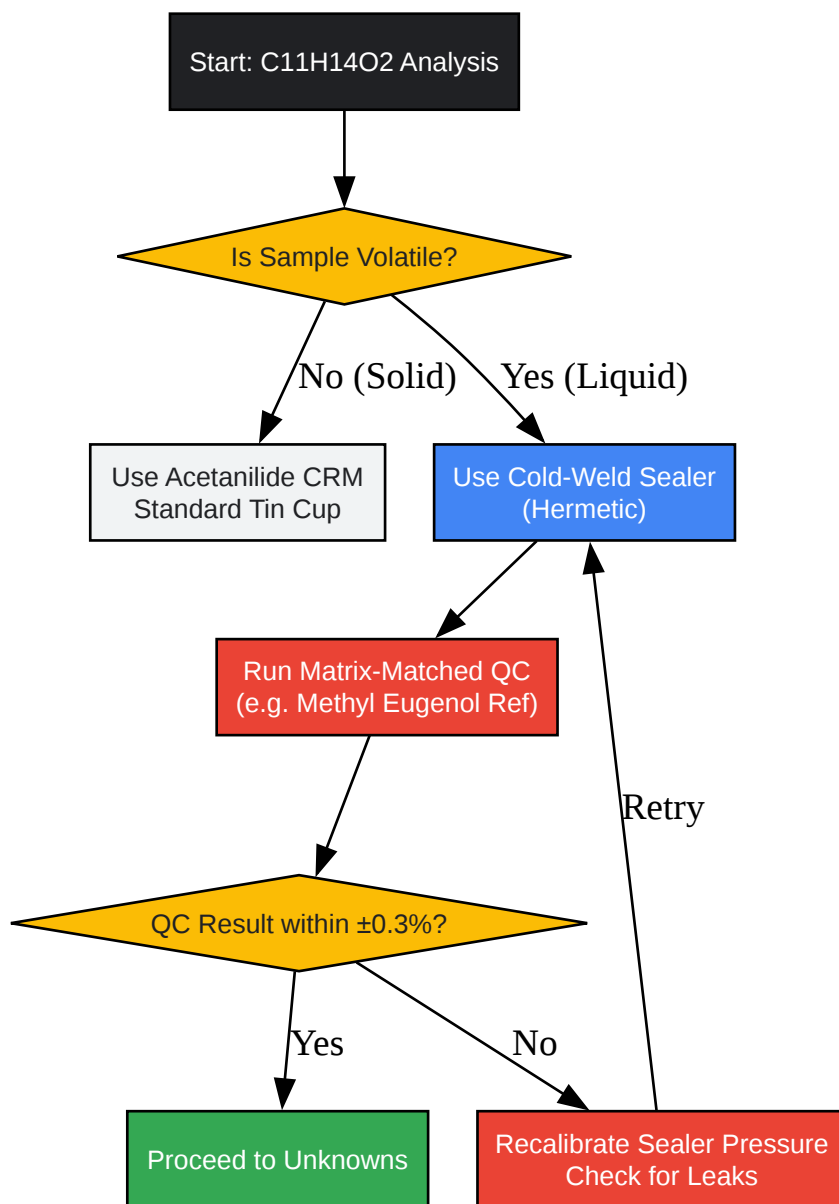 Start: C11H14O2 Analysis
Is Sample Volatile?
No (Solid)
Yes (Liquid)
Use Acetanilide CRM
Standard Tin Cup
Use Cold-Weld Sealer
(Hermetic)
Run Matrix-Matched QC
(e.g. Methyl Eugenol Ref)
Retry
QC Result within ±0.3%?
Yes
No
Proceed to Unknowns
Recalibrate Sealer Pressure
Check for Leaks